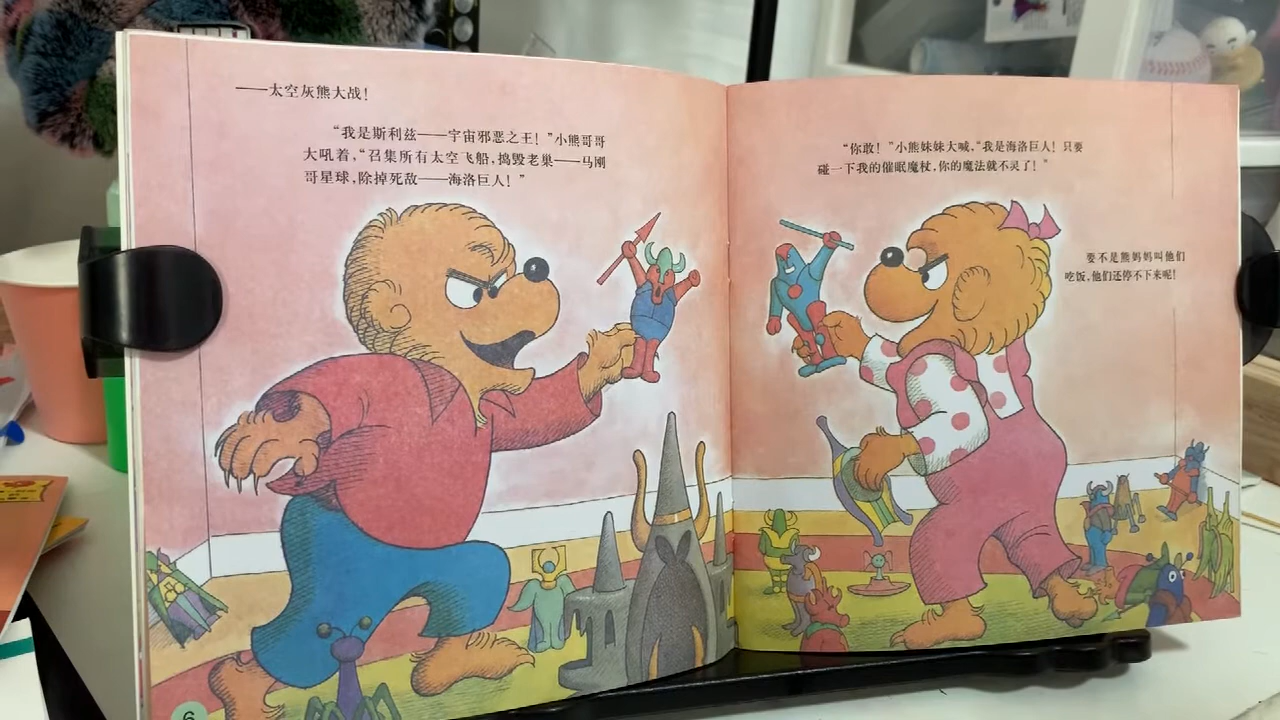 ——太空灰熊大战！
“我是斯利兹——宇宙邪恶之王！”小熊哥哥
大吼着，“召集所有太空飞船，捣毁老巢——马刚
哥星球，除掉死敌——海洛巨人！”
“你敢！”小熊妹妹大喊，“我是海洛巨人！只要
碰一下我的催眠魔杖，你的魔法就不灵了！”
要不是熊妈妈叫他们
吃饭，他们还停不下来呢！
6